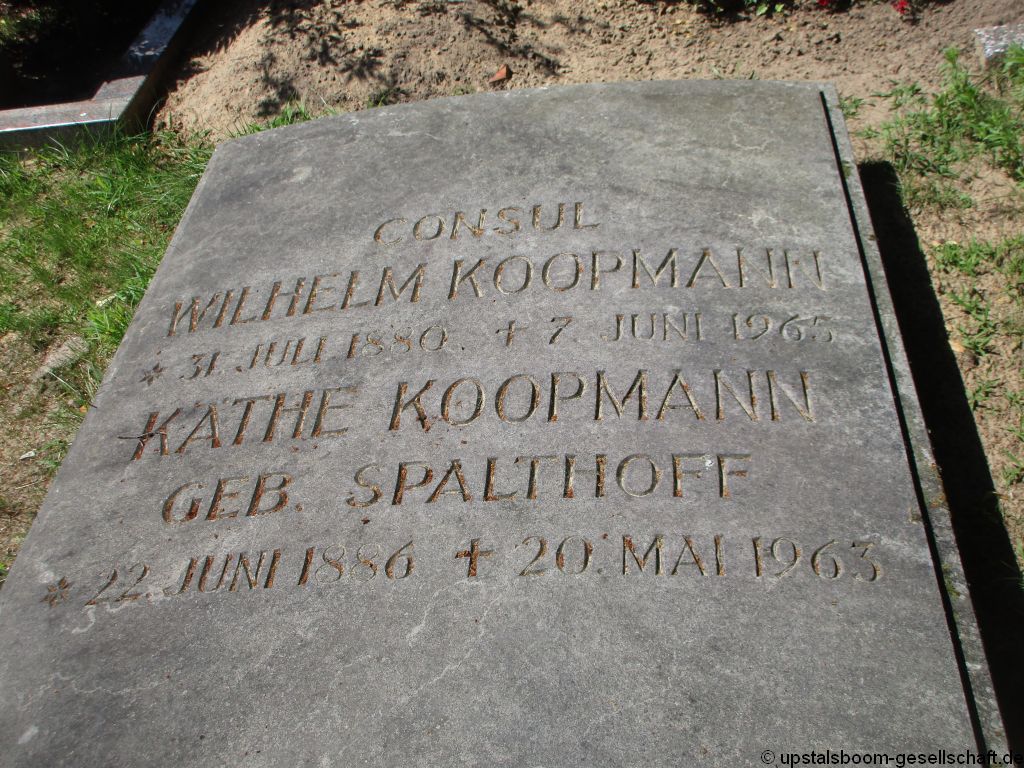 CONSUL
WILHELM KOOPMANN
* 31. JULI 1880 † 7. JUNI 1965
KÄTHE KOOPMANN
GEB. SPALTHOFF
* 22. JUNI 1886 † 20. MAI 1963
© upstalsboom-gesellschaft.de